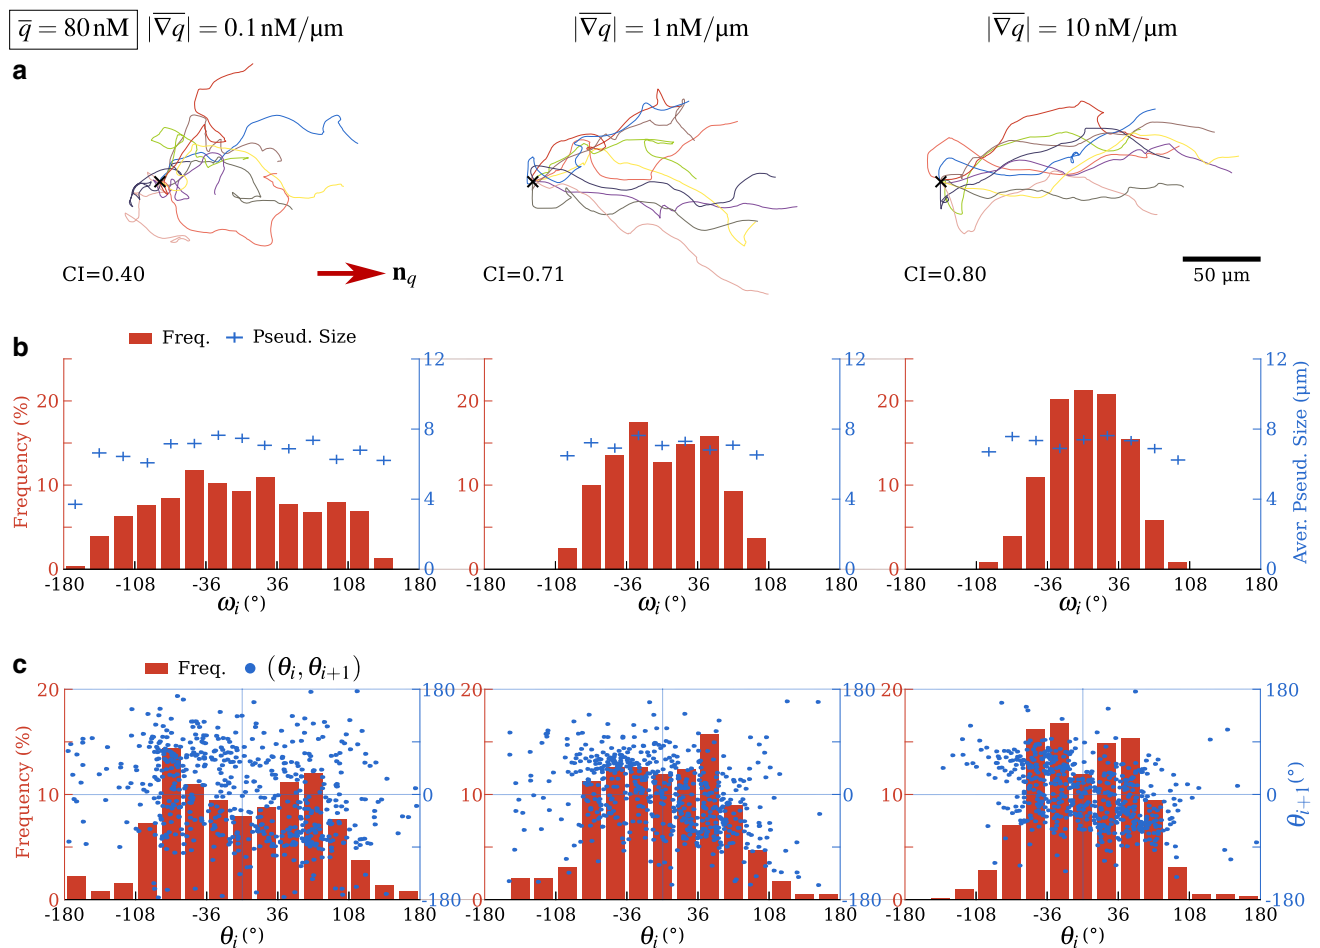 q̅ = 80 nM |∇q̅| = 0.1 nM/μm |∇q̅| = 1 nM/μm |∇q̅| = 10 nM/μm
a
CI=0.40 n_q CI=0.71 CI=0.80 50 μm
b Freq. Pseud. Size
Frequency (%)
20 10 0
12 8 4 0
20 10 0
12 8 4 0
20 10 0
12 8 4 0
Aver. Pseud. Size (μm)
-180 -108 -36 36 108 180 -108 -36 36 108 180 -108 -36 36 108 180
ω_i (°) ω_i (°) ω_i (°)
c Freq. (θ_i, θ_{i+1})
Frequency (%)
20 10 0
180 0 -180
20 10 0
180 0 -180
20 10 0
180 0 -180
θ_{i+1} (°)
-180 -108 -36 36 108 180 -108 -36 36 108 180 -108 -36 36 108 180
θ_i (°) θ_i (°) θ_i (°)